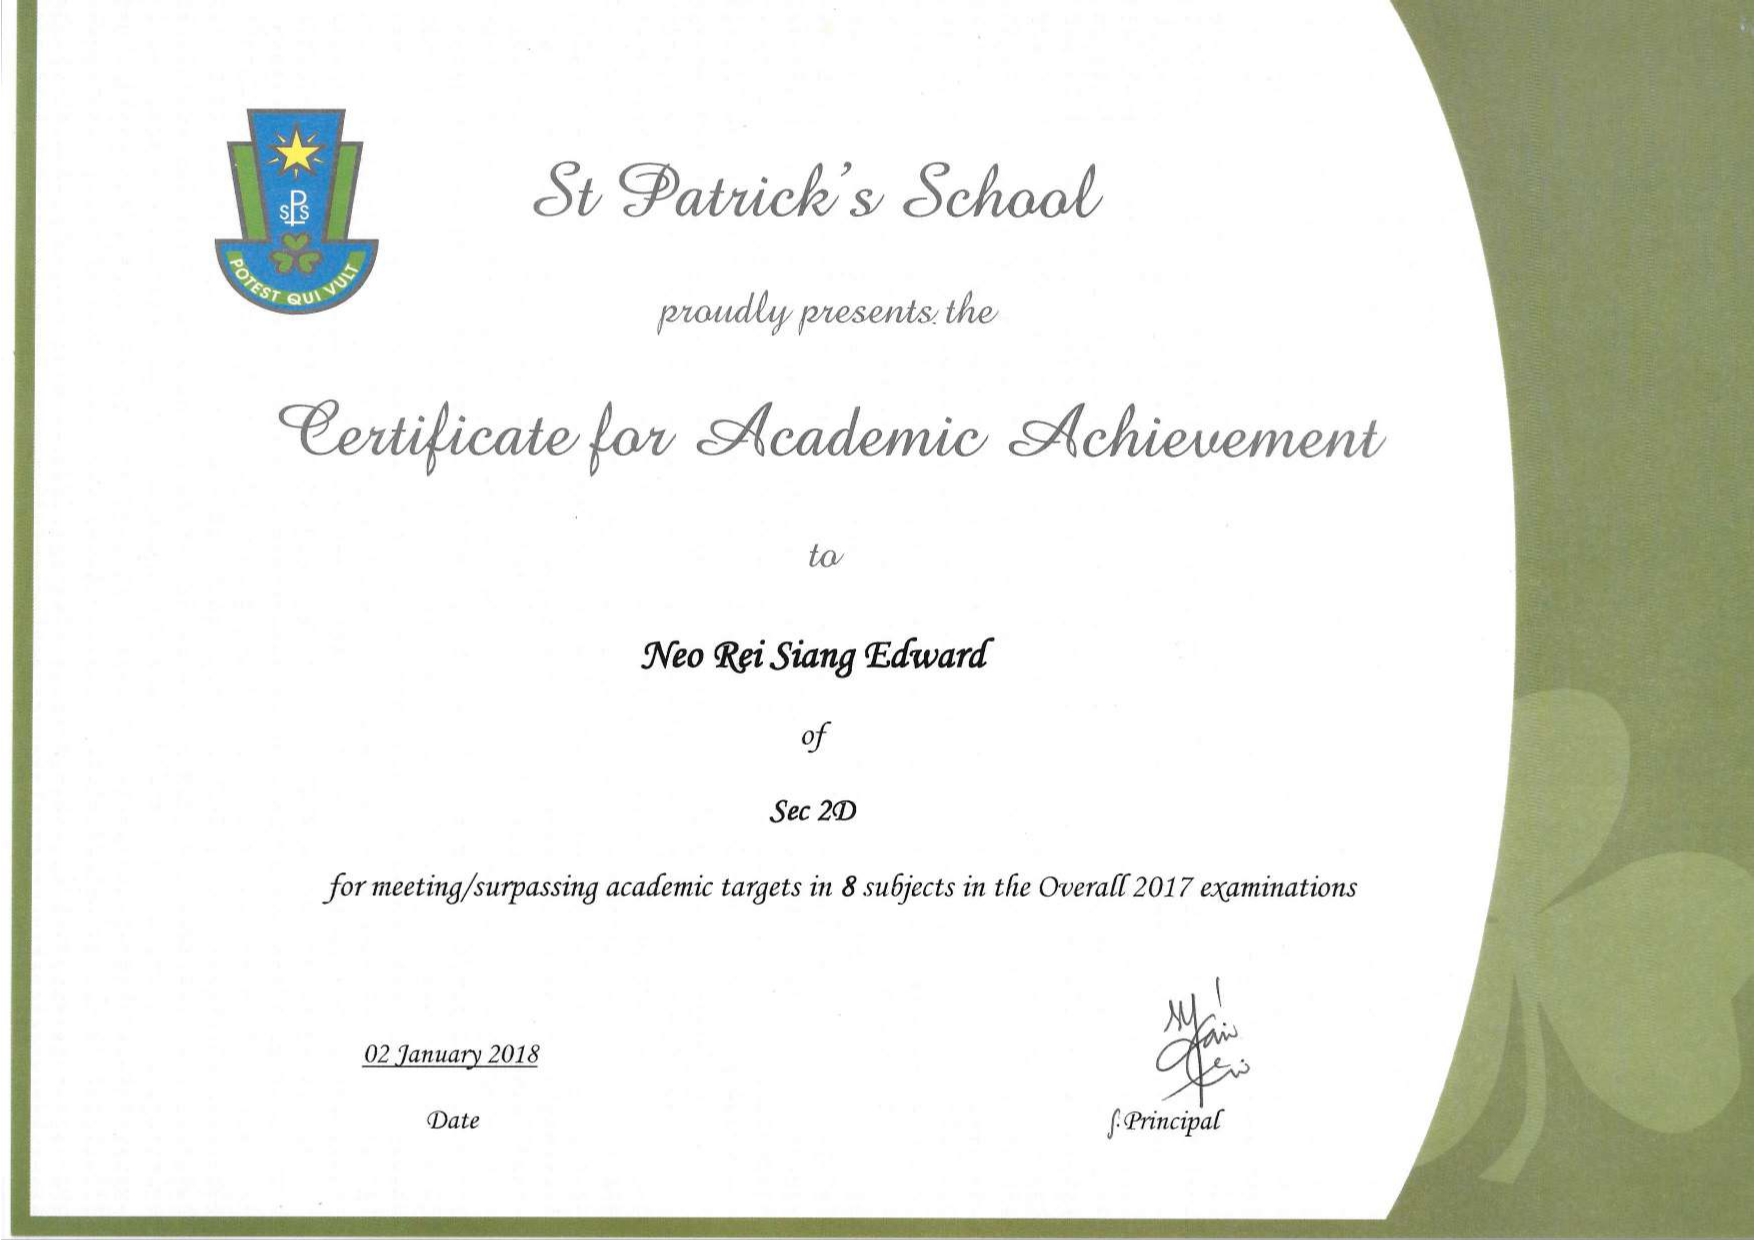 SPS
POTEST QUI VULT
St Patrick's School
proudly presents the
Certificate for Academic Achievement
to
Neo Rei Siang Edward
of
Sec 2D
for meeting/surpassing academic targets in 8 subjects in the Overall 2017 examinations
02 January 2018
Date
Principal